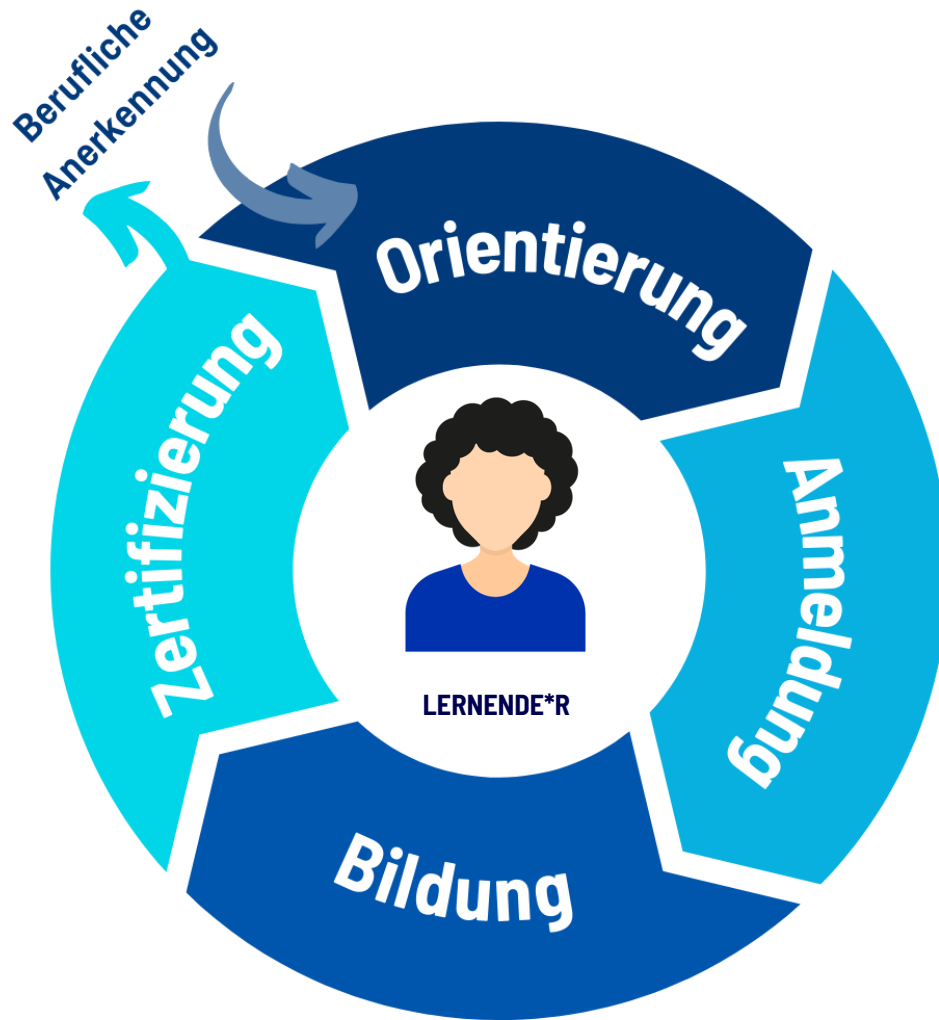 Berufliche
Anerkennung
Orientierung
Anmeldung
Bildung
Zertifizierung
LERNENDE*R